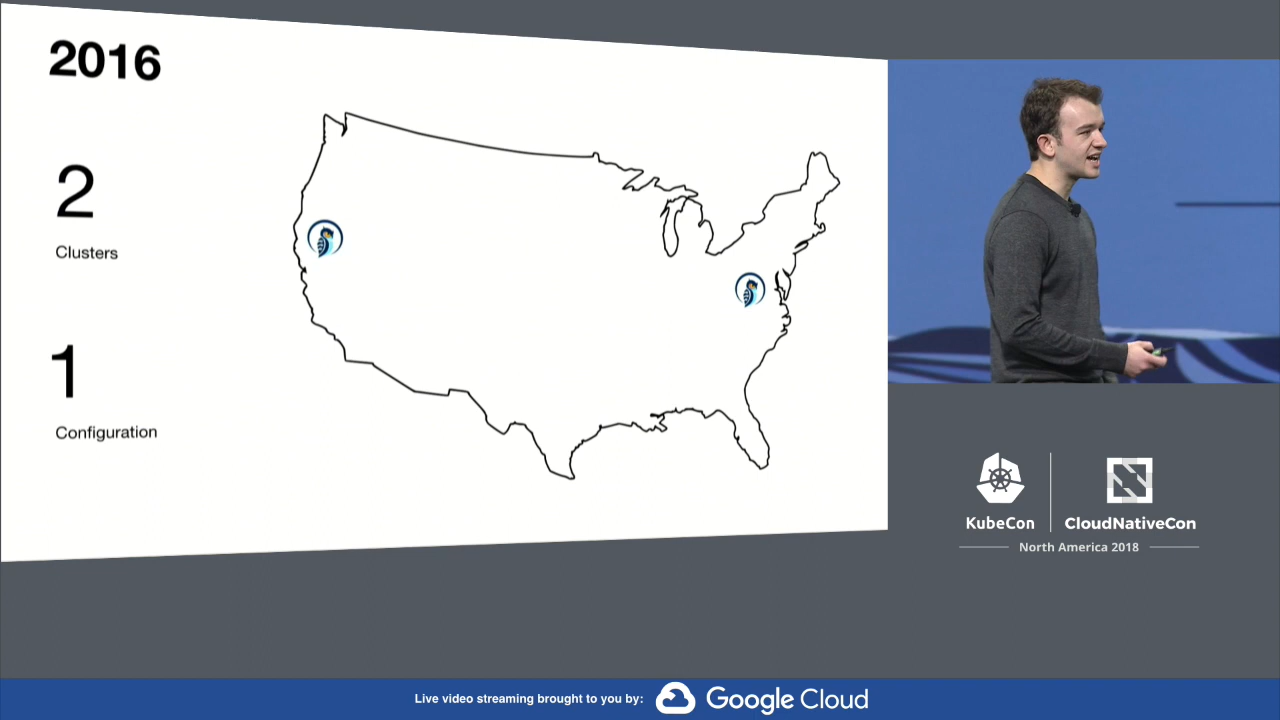 2016
2
Clusters
1
Configuration
KubeCon
CloudNativeCon
North America 2018
Live video streaming brought to you by:
Google Cloud